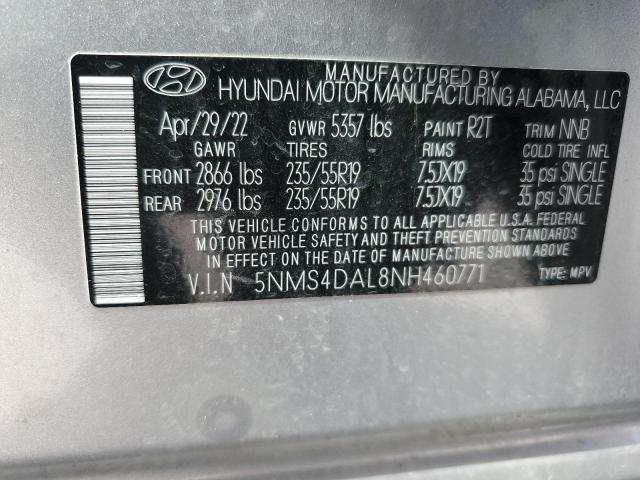 MANUFACTURED BY
HYUNDAI MOTOR MANUFACTURING ALABAMA, LLC
Apr/29/22 GVWR 5357 lbs PAINT R2T TRIM NNB
GAWR TIRES RIMS COLD TIRE INFL
FRONT 2866 lbs 235/55R19 7.5JX19 35 psi SINGLE
REAR 2976 lbs 235/55R19 7.5JX19 35 psi SINGLE
THIS VEHICLE CONFORMS TO ALL APPLICABLE U.S.A. FEDERAL
MOTOR VEHICLE SAFETY AND THEFT PREVENTION STANDARDS
IN EFFECT ON THE DATE OF MANUFACTURE SHOWN ABOVE.
V.I.N 5NMS4DAL8NH460771 TYPE: MPV